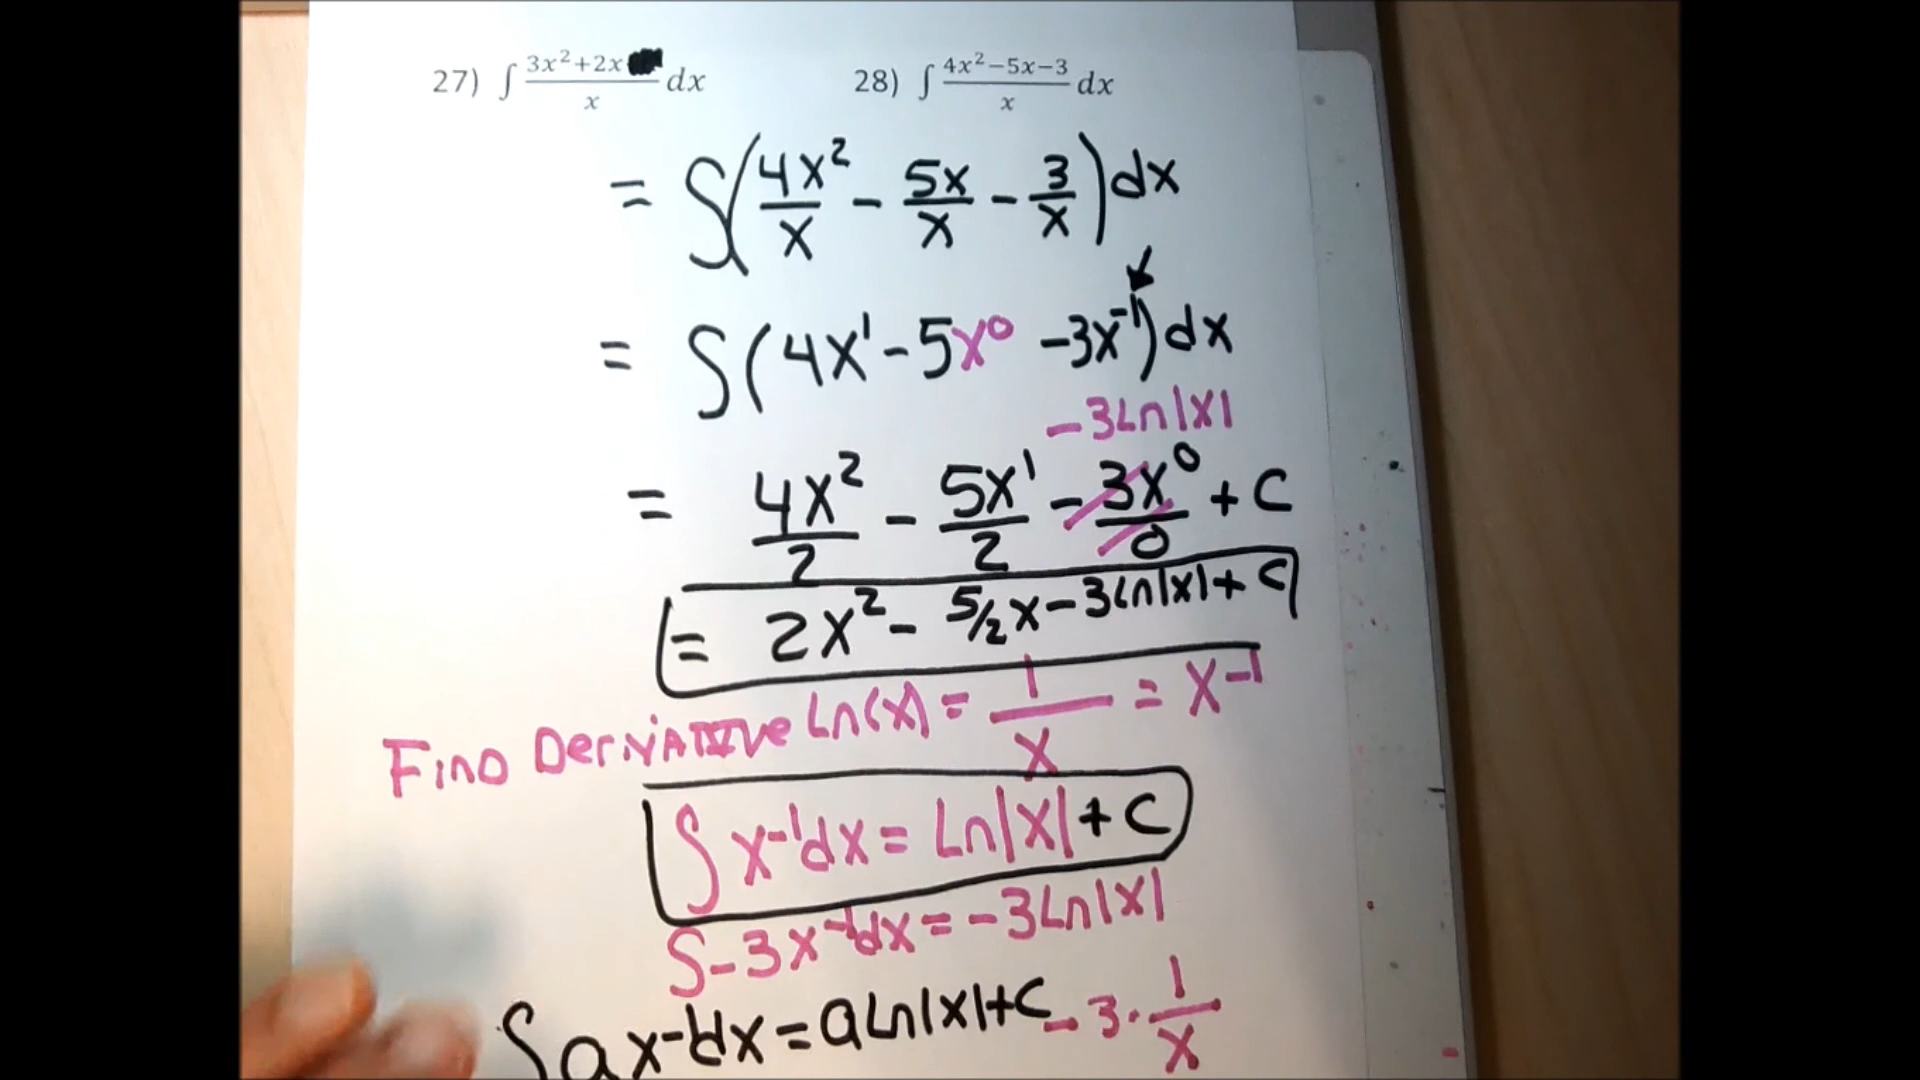 27) ∫ 3x²+2x / x dx 28) ∫ 4x²−5x−3 / x dx
= ∫(4x²/x − 5x/x − 3/x)dx
= ∫(4x¹ − 5x⁰ − 3x⁻¹)dx
−3Ln|x|
= 4x²/2 − 5x¹/2 − 3x⁰/0 + C
= 2x² − 5/2x − 3Ln|x| + C
Find Derivative Ln(x) = 1/x = x⁻¹
∫x⁻¹dx = Ln|x| + C
∫−3x⁻¹dx = −3Ln|x|
∫ax⁻¹dx = aLn|x|+C −3·1/x